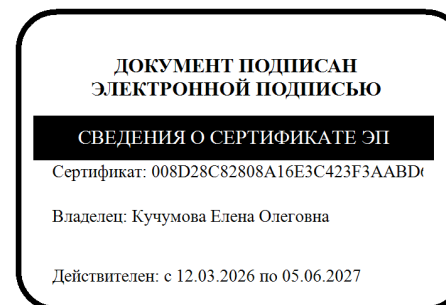 ДОКУМЕНТ ПОДПИСАН
ЭЛЕКТРОННОЙ ПОДПИСЬЮ
СВЕДЕНИЯ О СЕРТИФИКАТЕ ЭП
Сертификат: 008D28C82808A16E3C423F3AABD
Владелец: Кучумова Елена Олеговна
Действителен: с 12.03.2026 по 05.06.2027